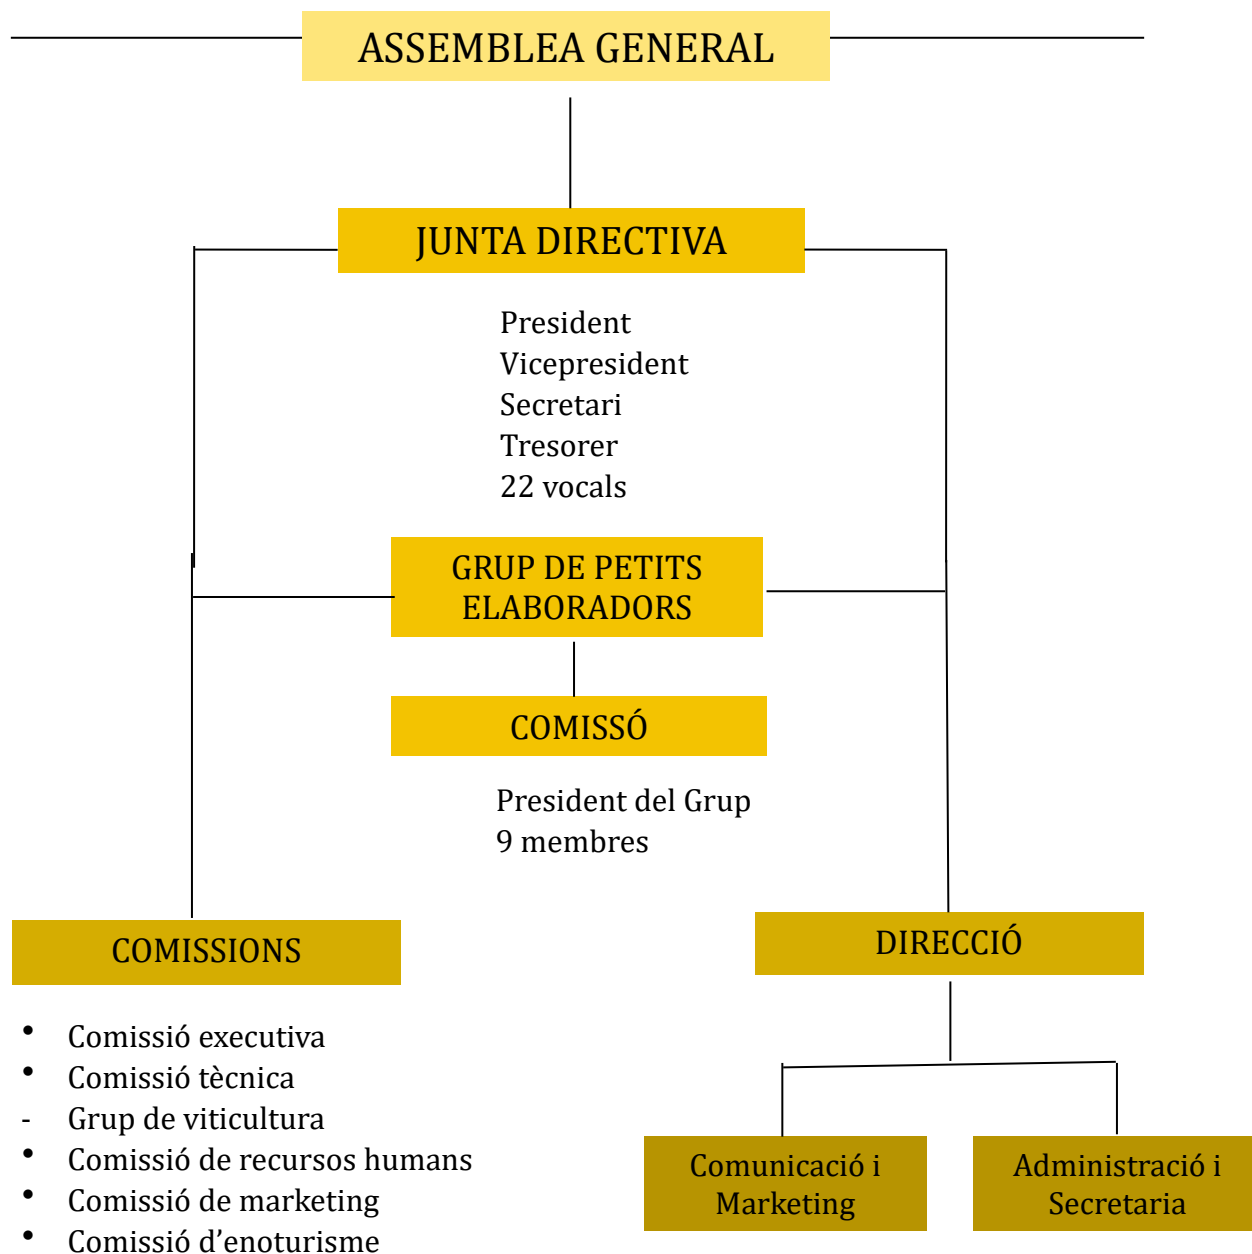 ASSEMBLEA GENERAL
JUNTA DIRECTIVA
President
Vicepresident
Secretari
Tresorer
22 vocals
GRUP DE PETITS
ELABORADORS
COMISSÓ
President del Grup
9 membres
COMISSIONS
• Comissió executiva
• Comissió tècnica
- Grup de viticultura
• Comissió de recursos humans
• Comissió de marketing
• Comissió d’enoturisme
DIRECCIÓ
Comunicació i
Marketing
Administració i
Secretaria